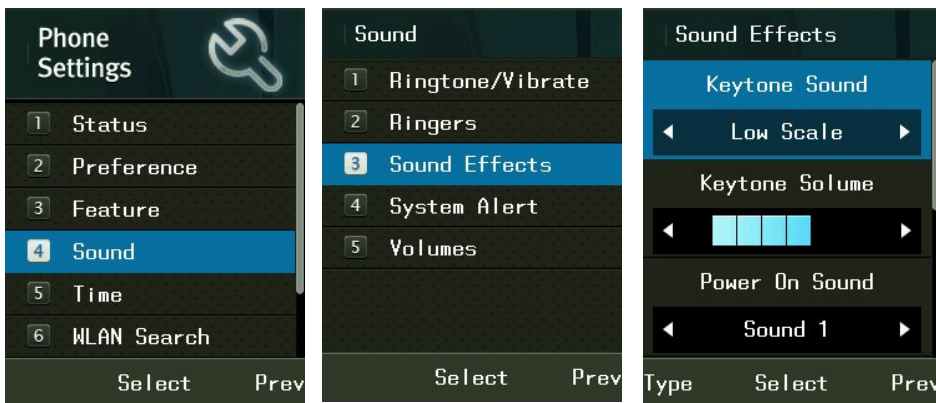 Phone
Settings
1 Status
2 Preference
3 Feature
4 Sound
5 Time
6 WLAN Search
Select Prev
Sound
1 Ringtone/Vibrate
2 Ringers
3 Sound Effects
4 System Alert
5 Volumes
Select Prev
Sound Effects
Keytone Sound
Low Scale
Keytone Solume
Power On Sound
Sound 1
Type Select Prev